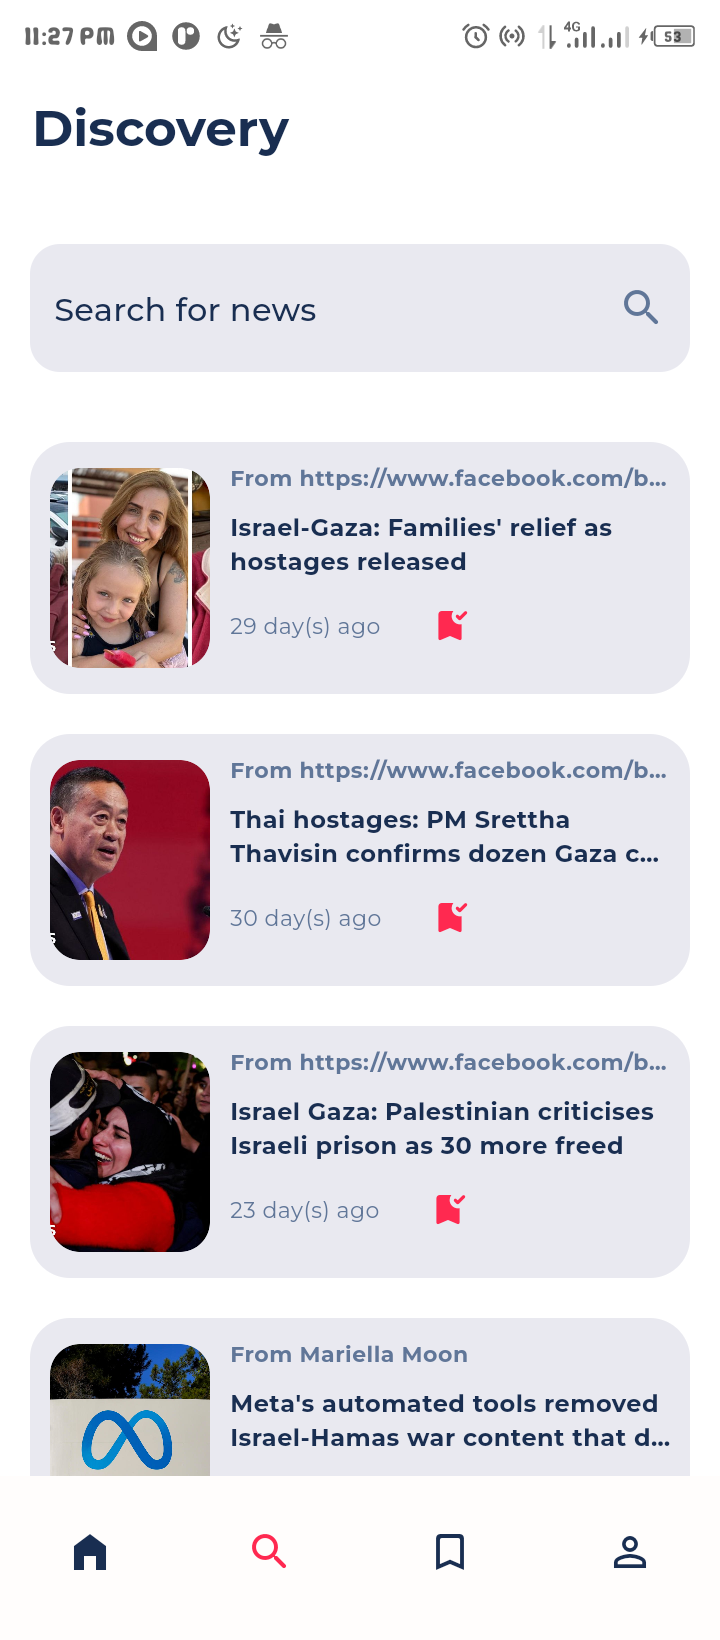 11:27 PM
4G
53
Discovery
Search for news
From https://www.facebook.com/b...
Israel-Gaza: Families' relief as
hostages released
29 day(s) ago
From https://www.facebook.com/b...
Thai hostages: PM Srettha
Thavisin confirms dozen Gaza c...
30 day(s) ago
From https://www.facebook.com/b...
Israel Gaza: Palestinian criticises
Israeli prison as 30 more freed
23 day(s) ago
From Mariella Moon
Meta's automated tools removed
Israel-Hamas war content that d...